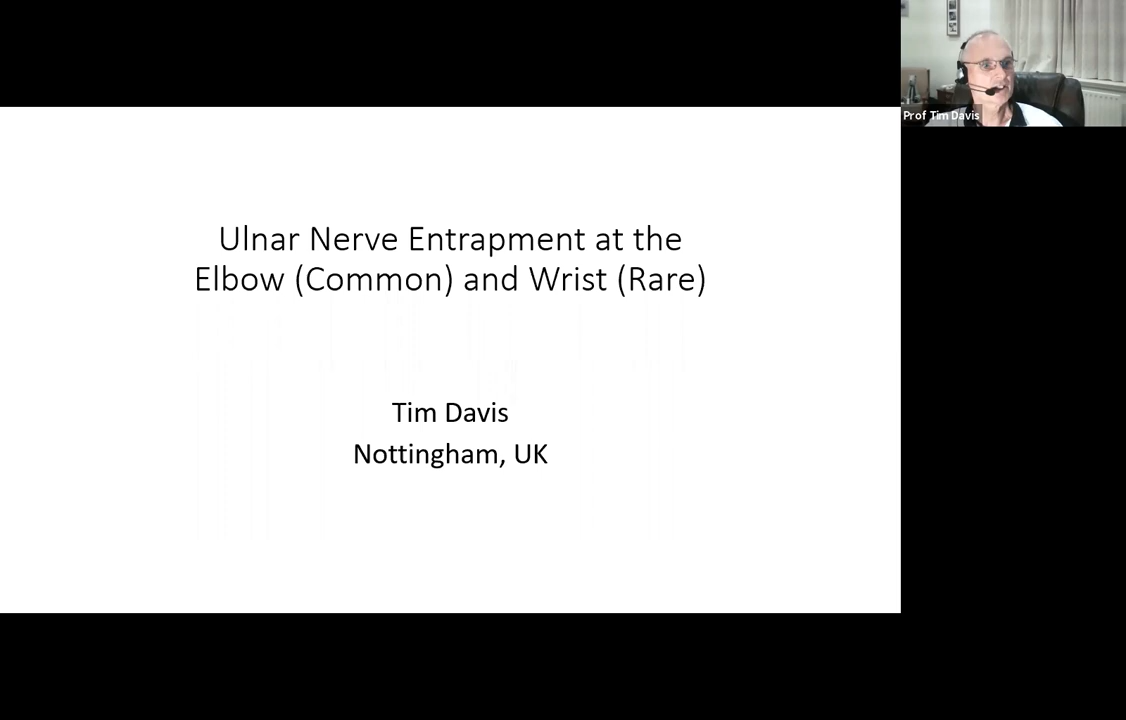 Prof Tim Davis
Ulnar Nerve Entrapment at the
Elbow (Common) and Wrist (Rare)
Tim Davis
Nottingham, UK